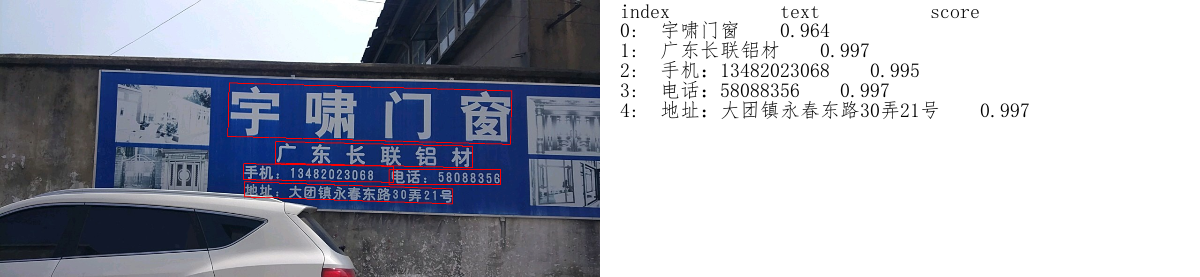 宇啸门窗
广东长联铝材
手机：13482023068 电话：58088356
地址：大团镇永春东路30弄21号
index text score
0: 宇啸门窗 0.964
1: 广东长联铝材 0.997
2: 手机：13482023068 0.995
3: 电话：58088356 0.997
4: 地址：大团镇永春东路30弄21号 0.997